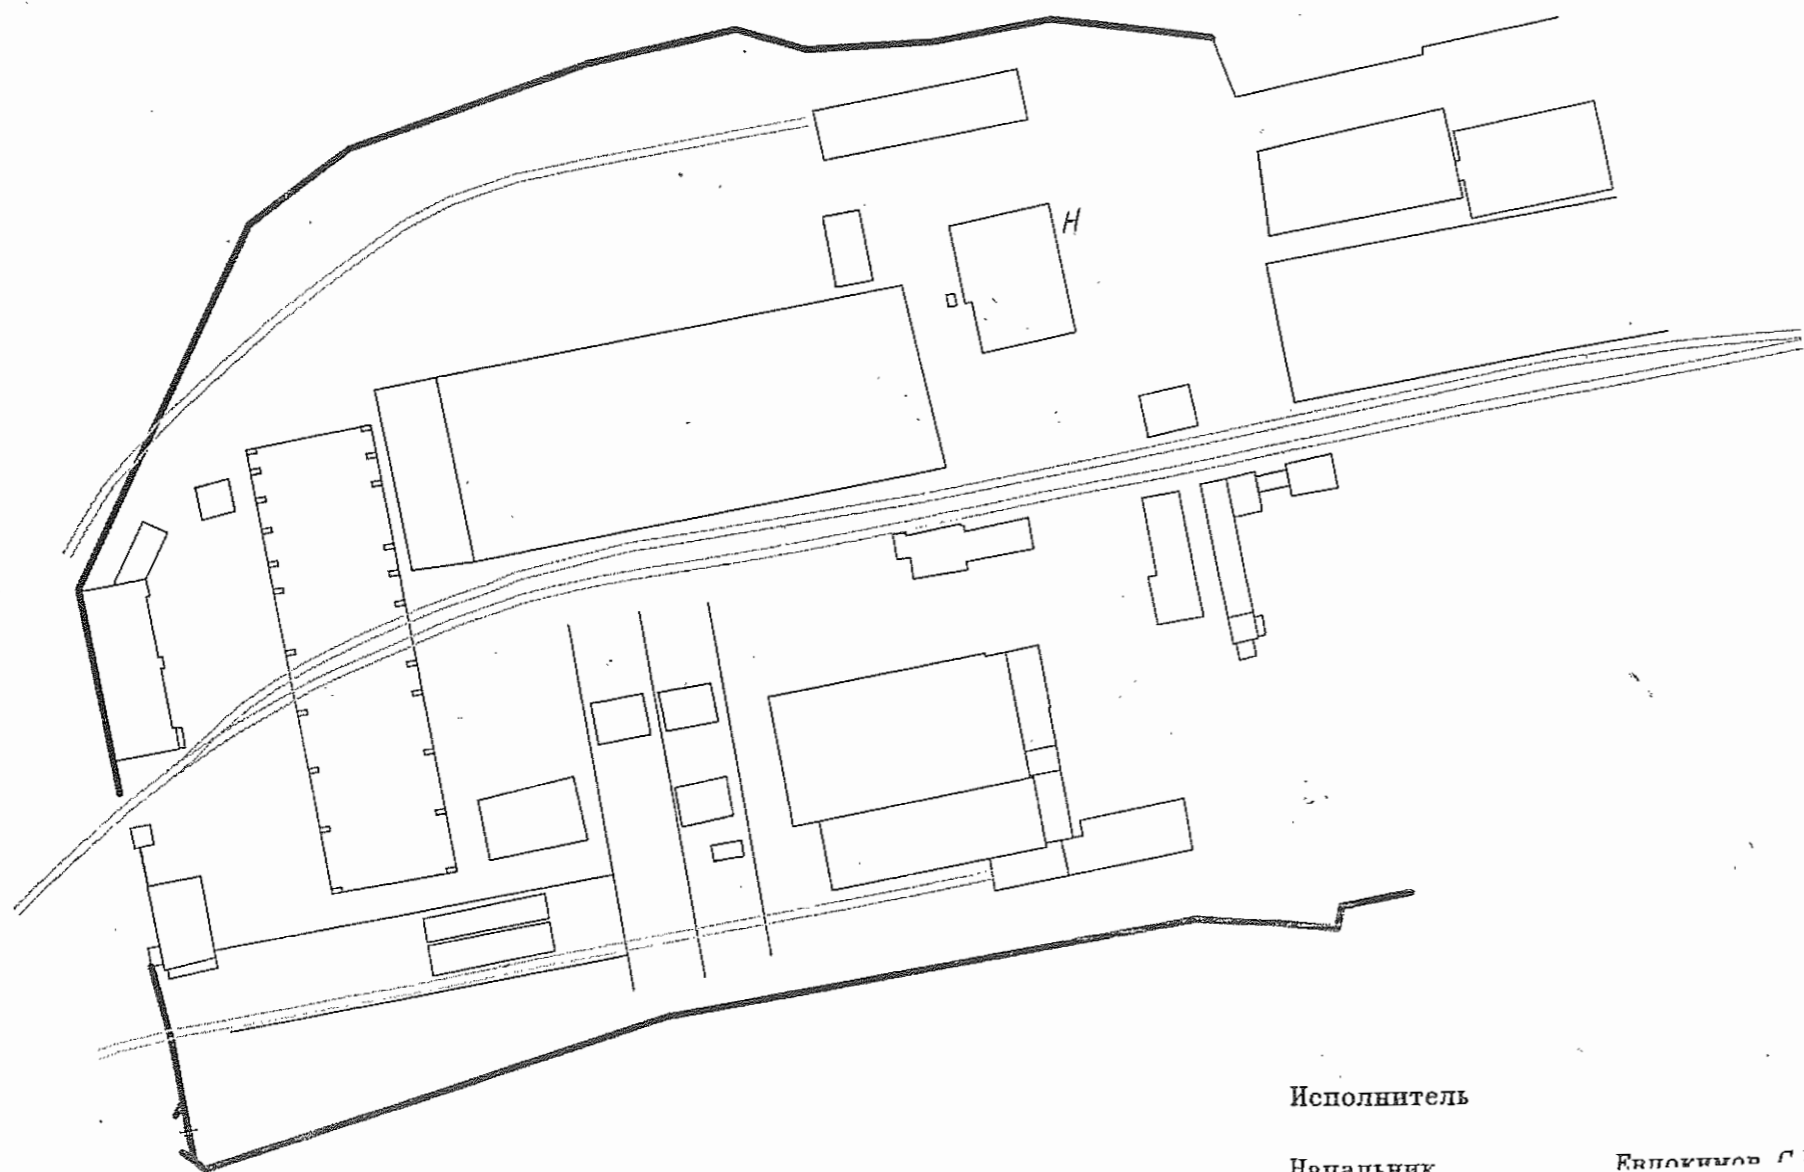 Н
Исполнитель
Начальник Евдокимов С